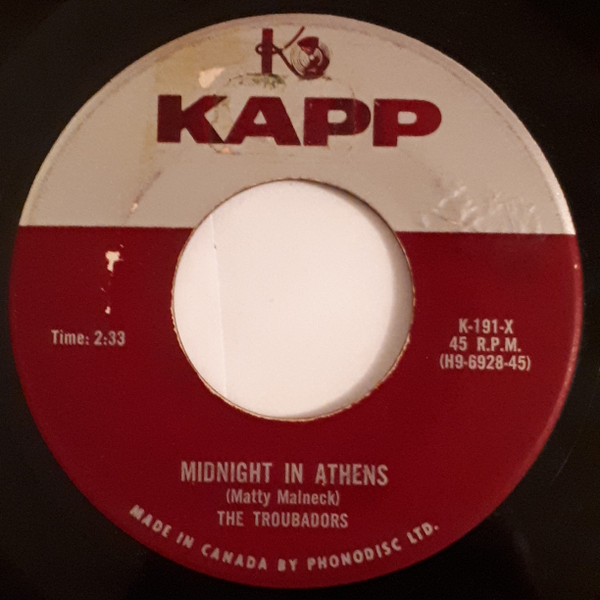 K
KAPP
Time: 2:33
K-191-X
45 R.P.M.
(H9-6928-45)
MIDNIGHT IN ATHENS
(Matty Malneck)
THE TROUBADORS
MADE IN CANADA BY PHONODISC LTD.